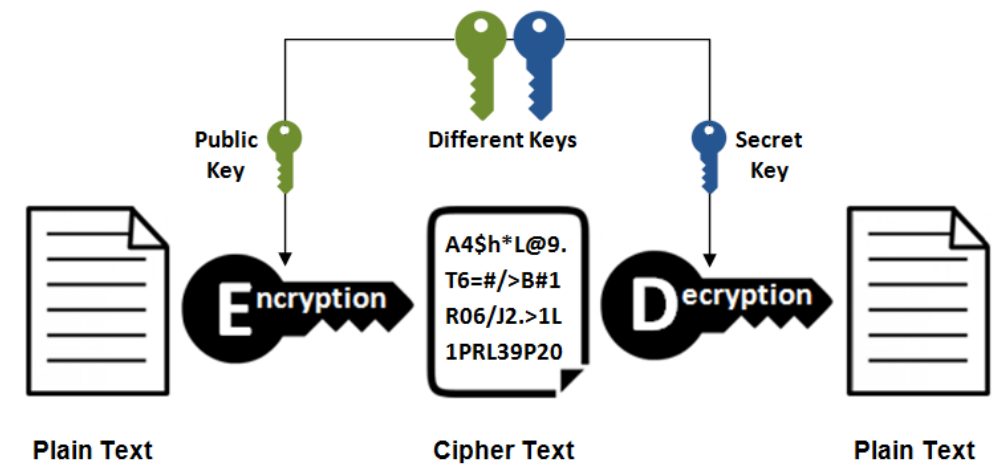 Public
Key
Different Keys
Secret
Key
Encryption
A4$h*L@9.
T6=#/>B#1
R06/J2.>1L
1PRL39P20
Decryption
Plain Text
Cipher Text
Plain Text